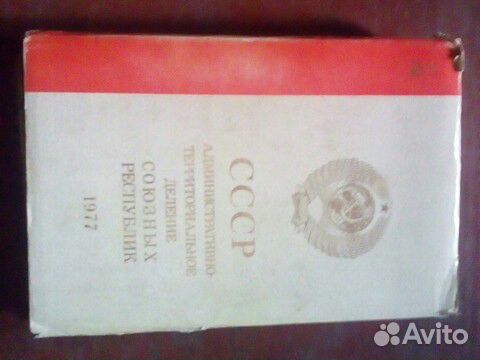 СССР
АДМИНИСТРАТИВНО-
ТЕРРИТОРИАЛЬНОЕ
ДЕЛЕНИЕ
СОЮЗНЫХ
РЕСПУБЛИК
1977
Avito